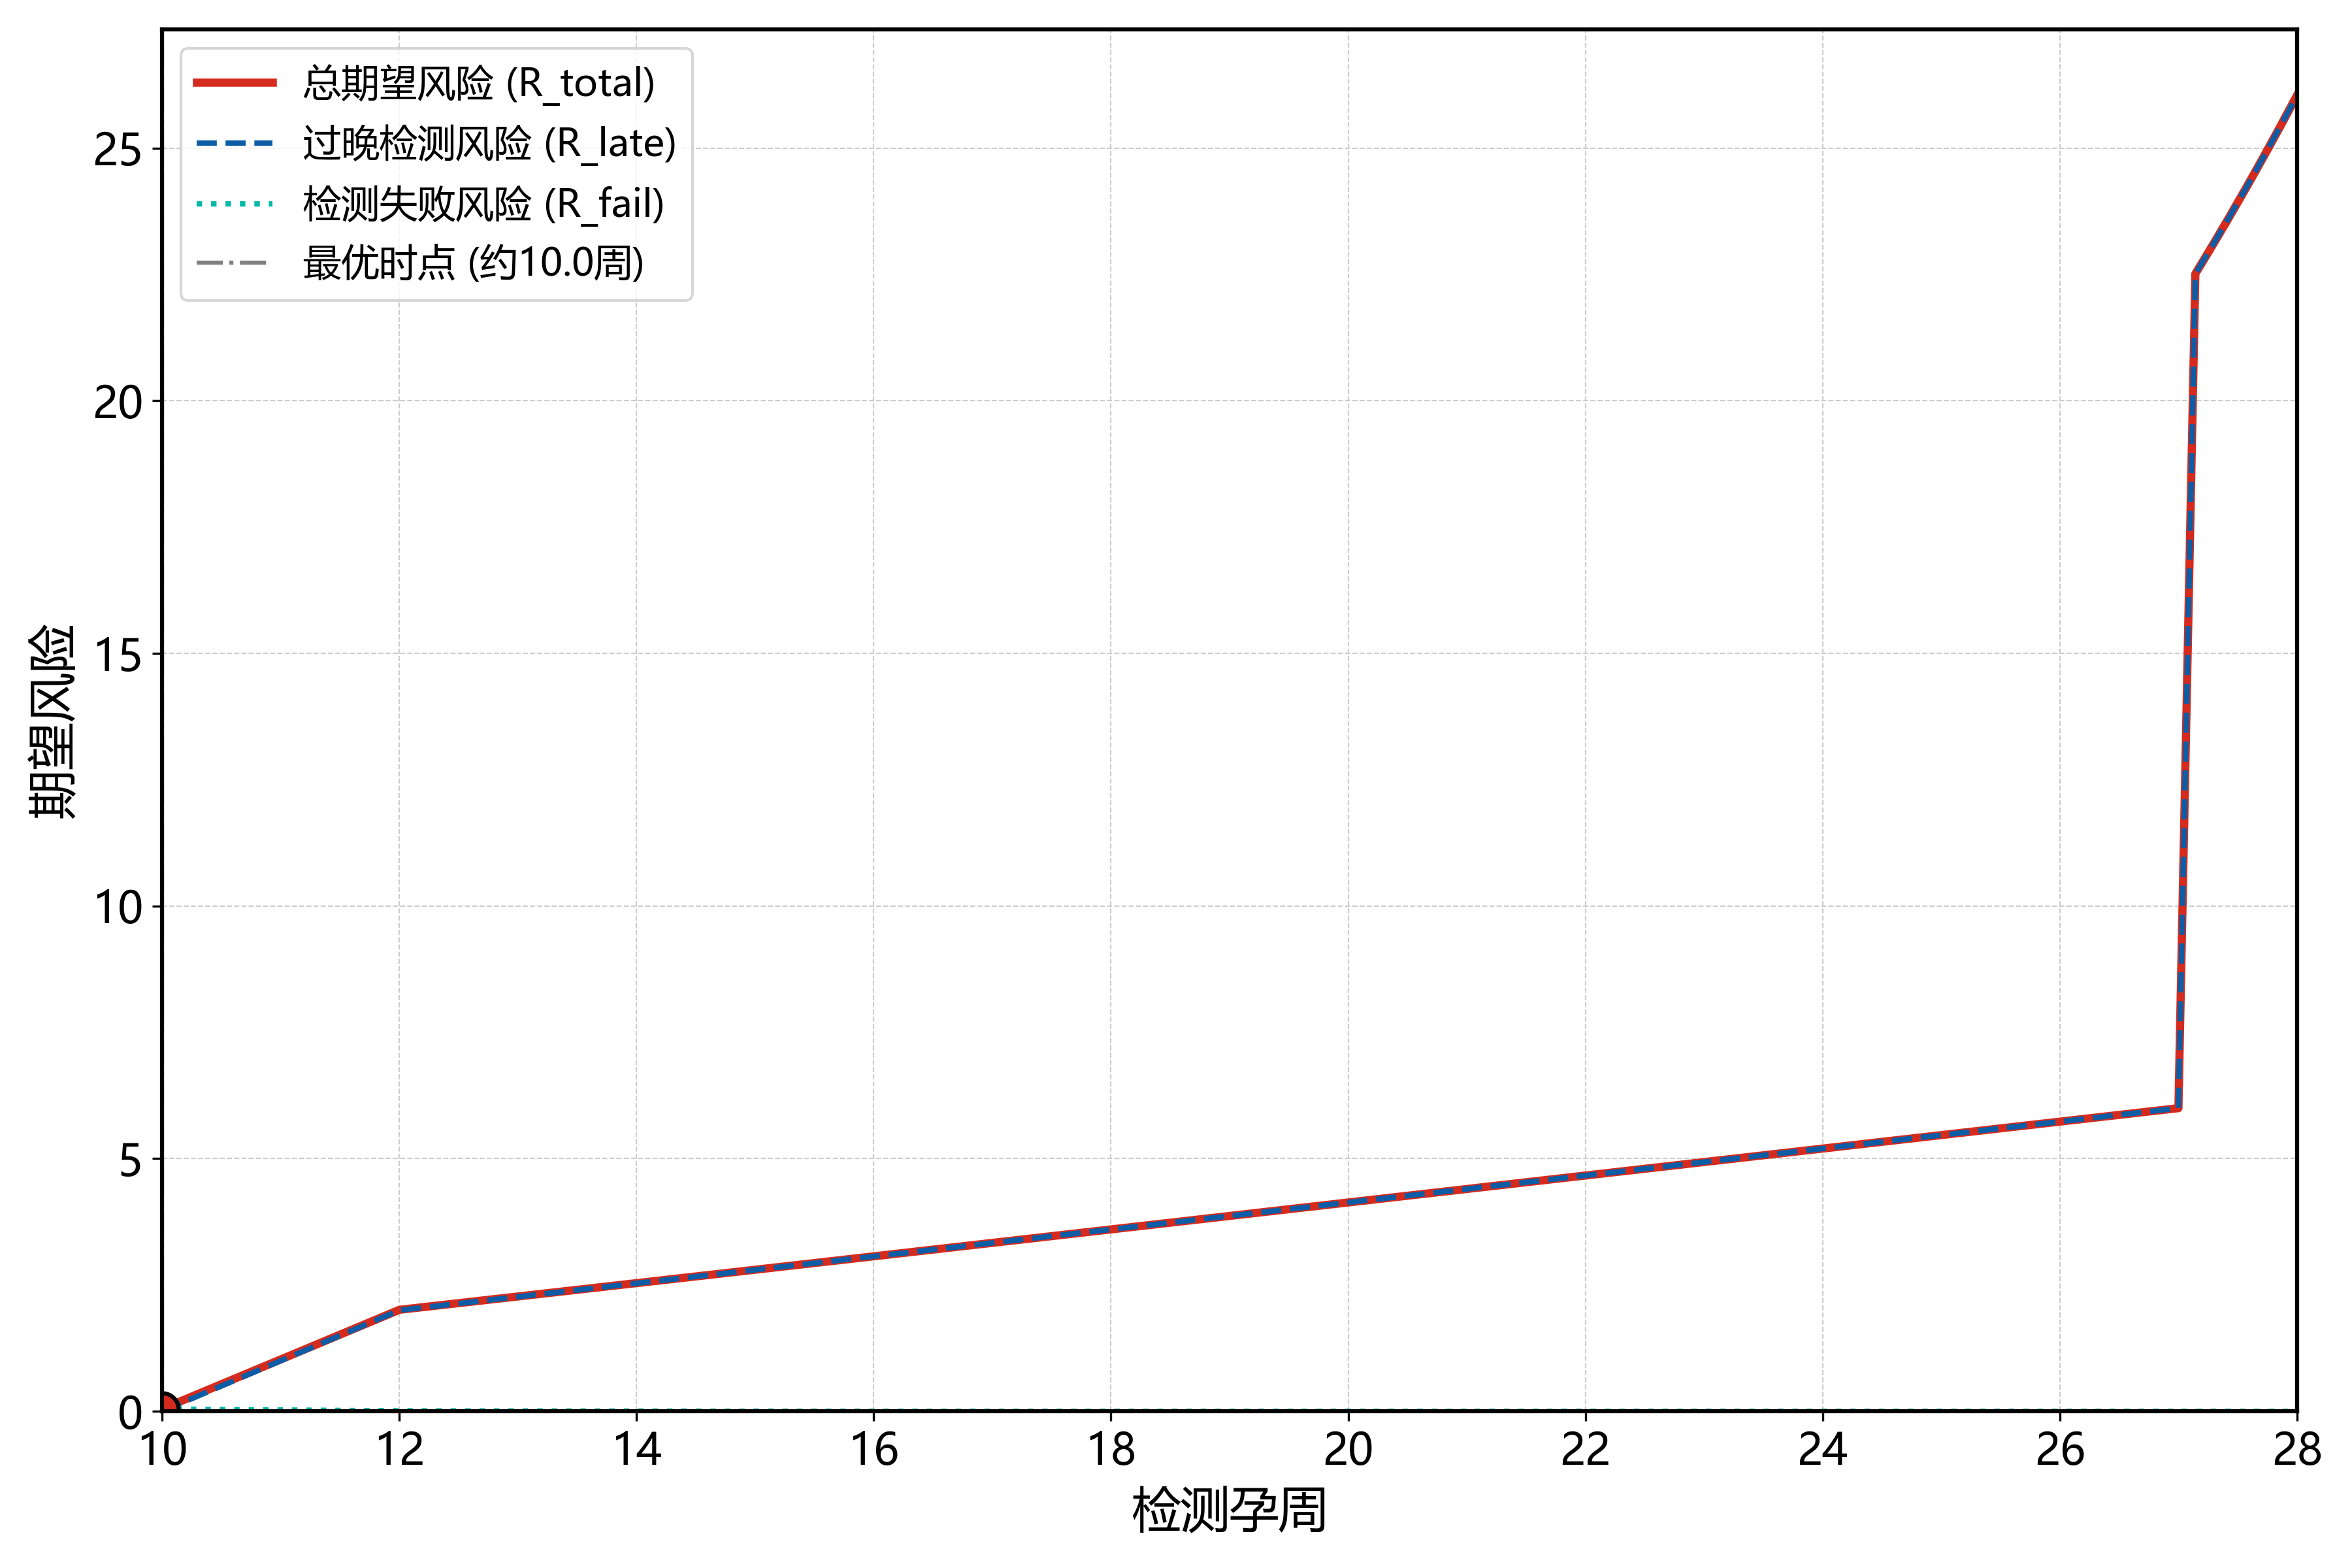 总期望风险 (R_total)
过晚检测风险 (R_late)
检测失败风险 (R_fail)
最优时点 (约10.0周)
25
20
15
10
5
0
期望风险
10 12 14 16 18 20 22 24 26 28
检测孕周